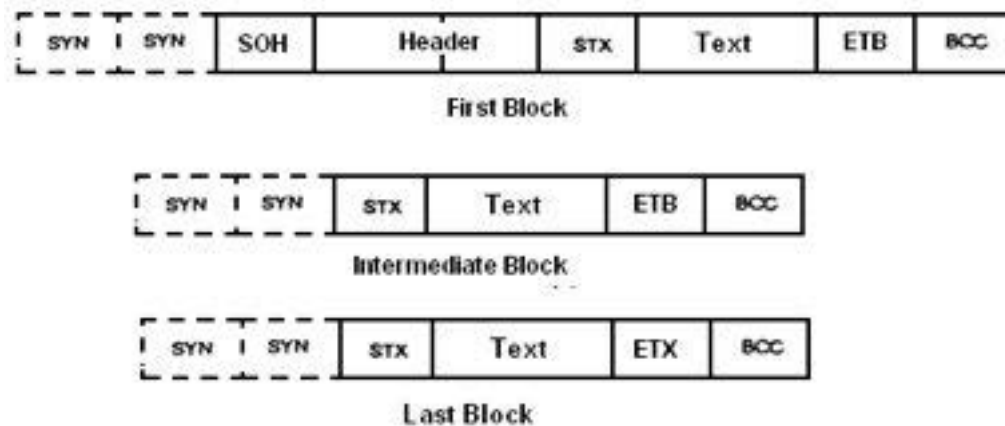 SYN SYN SOH Header STX Text ETB BCC
First Block
SYN SYN STX Text ETB BCC
Intermediate Block
SYN SYN STX Text ETX BCC
Last Block